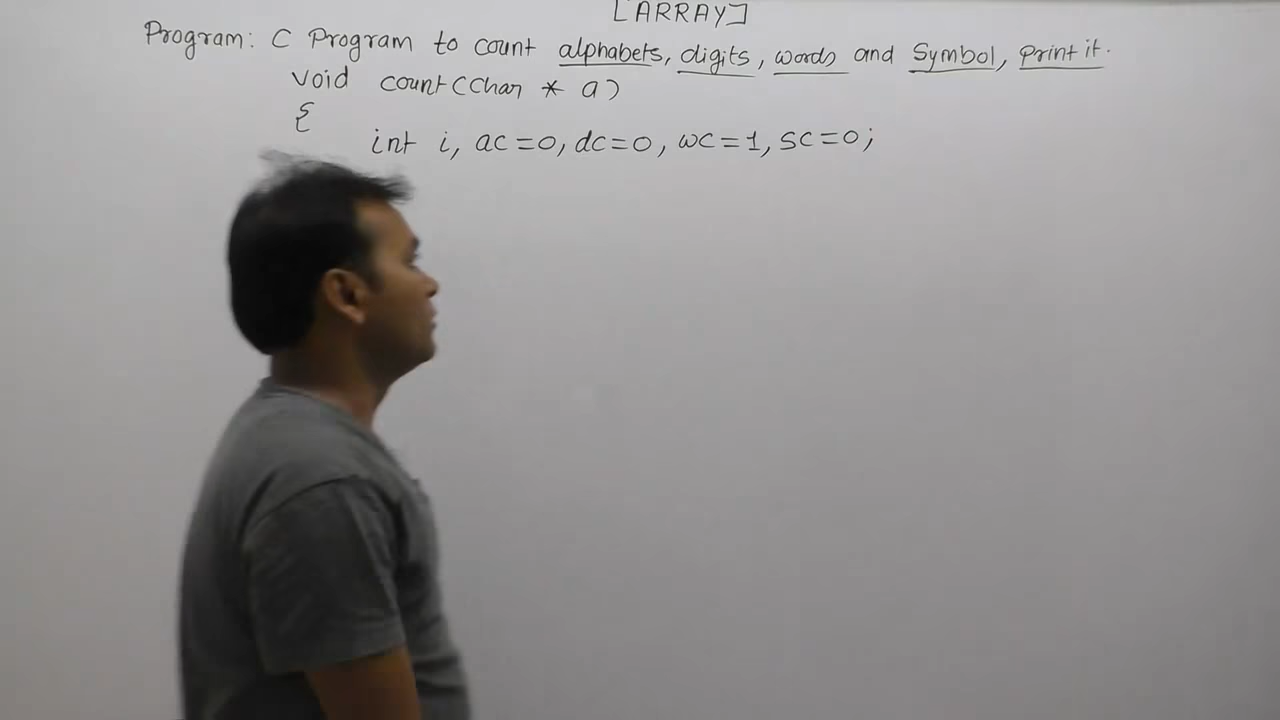 [ARRAY]
Program: C Program to count alphabets, digits, words and Symbol, print it.
void count(char * a)
{
int i, ac=0, dc=0, wc=1, sc=0;